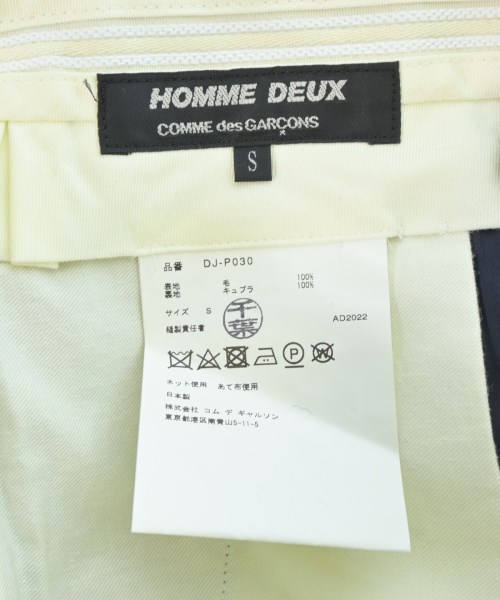 HOMME DEUX
COMME des GARÇONS
S
品番 DJ-P030
表地 毛 100%
裏地 キュプラ 100%
サイズ S
千葉
縫製責任者 AD2022
P
W
ネット使用 あて布使用
日本製
株式会社 コム デ ギャルソン
東京都港区南青山5-11-5